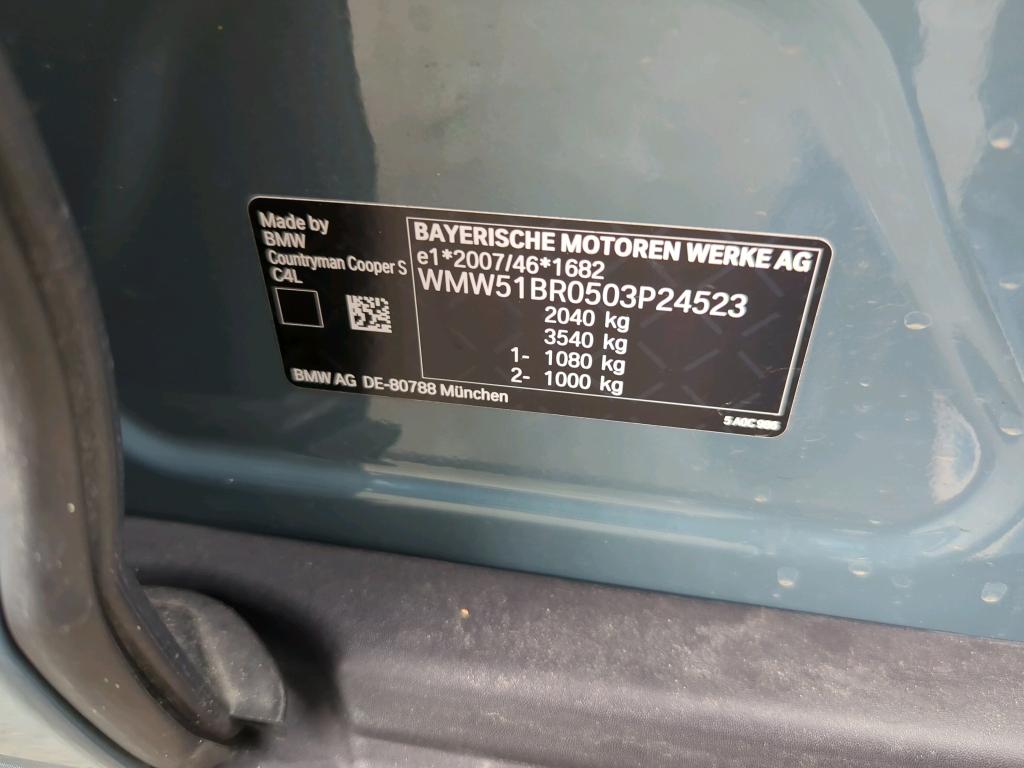 Made by
BMW
Countryman Cooper S
C4L
BMW AG DE-80788 München
BAYERISCHE MOTOREN WERKE AG
e1*2007/46*1682
WMW51BR0503P24523
2040 kg
3540 kg
1- 1080 kg
2- 1000 kg